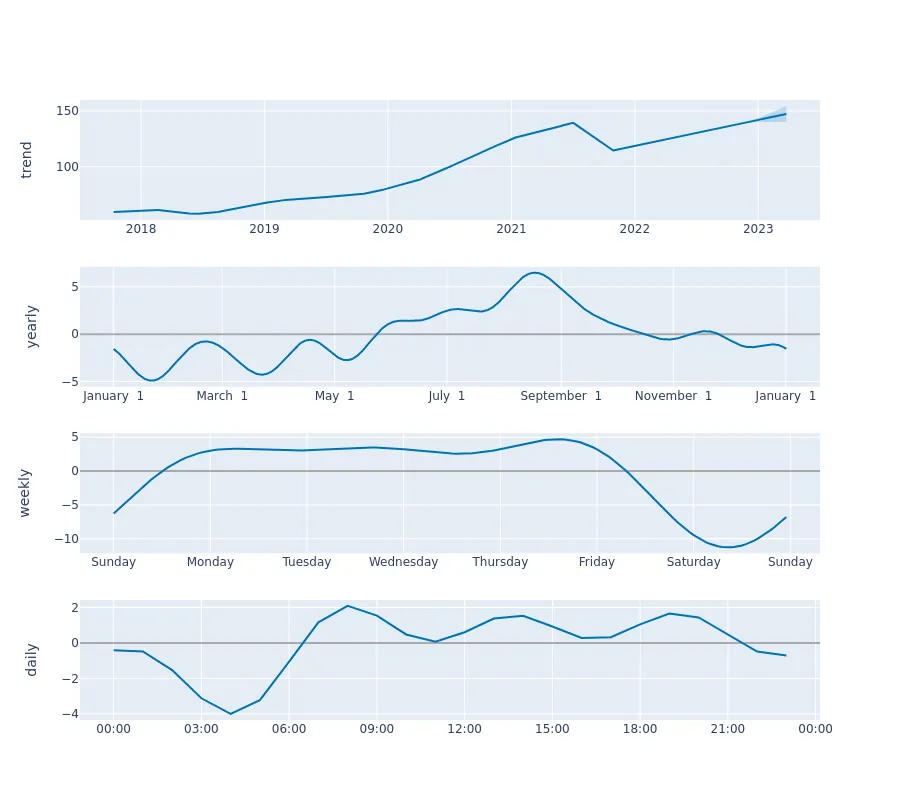 trend
150
100
2018 2019 2020 2021 2022 2023
yearly
5
0
−5
January 1 March 1 May 1 July 1 September 1 November 1 January 1
weekly
5
0
−5
−10
Sunday Monday Tuesday Wednesday Thursday Friday Saturday Sunday
daily
2
0
−2
−4
00:00 03:00 06:00 09:00 12:00 15:00 18:00 21:00 00:00